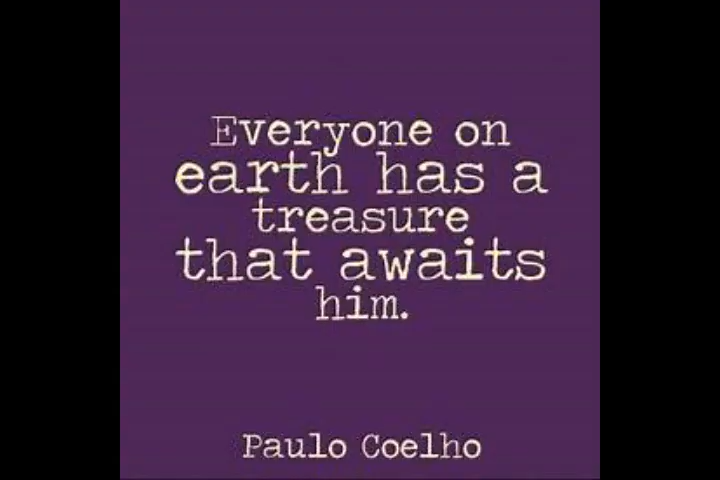 Everyone on
earth has a
treasure
that awaits
him.
Paulo Coelho